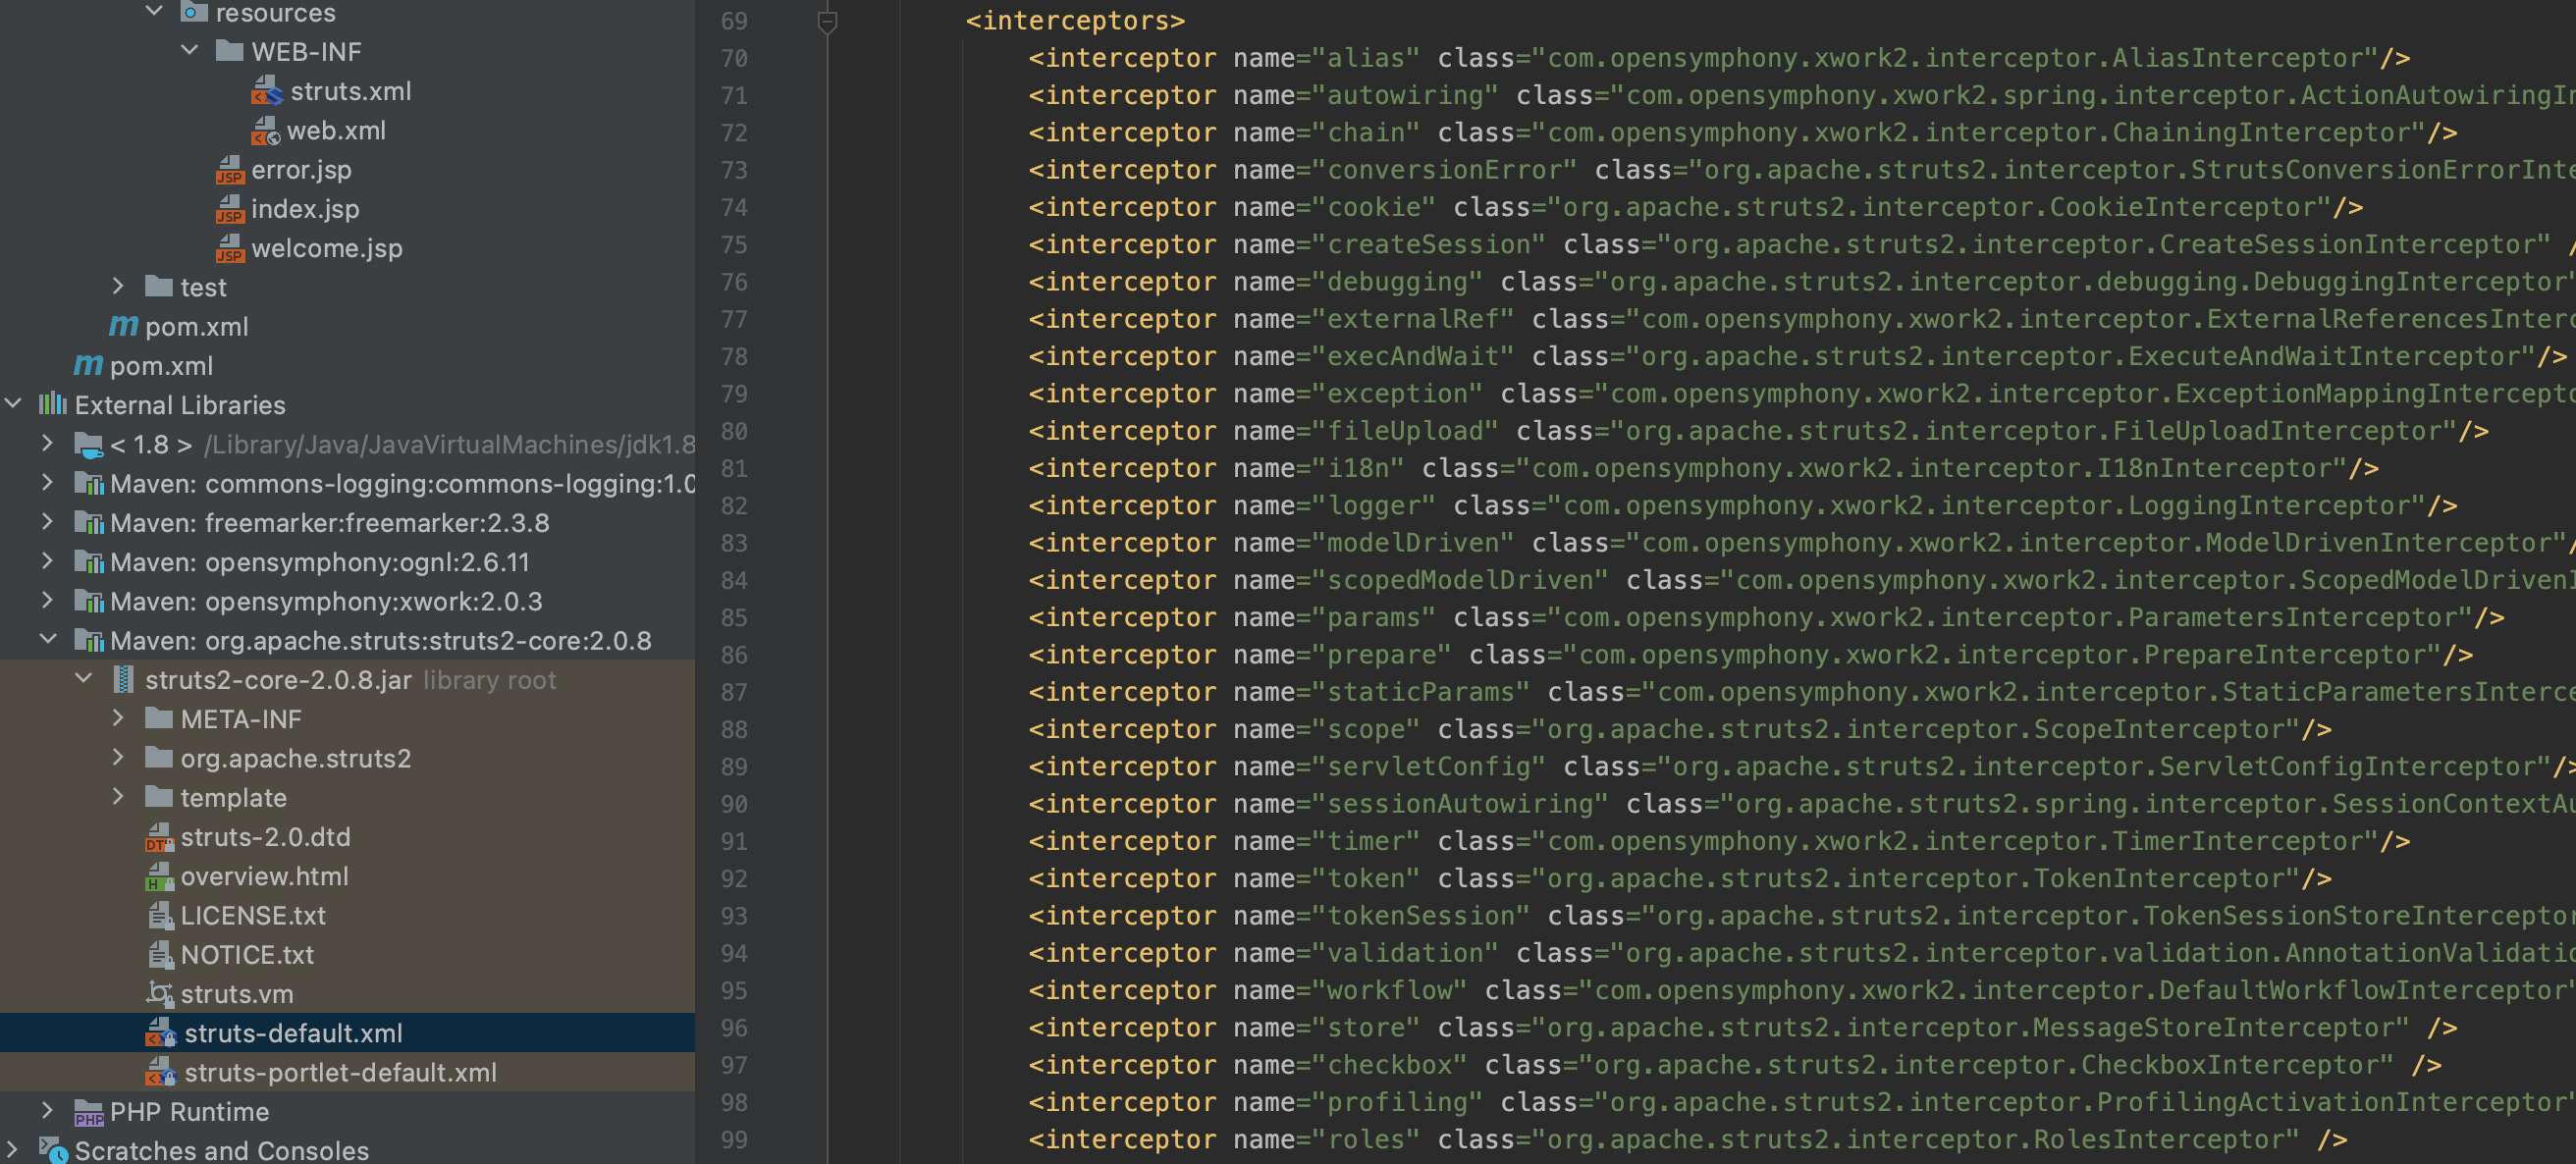 resources
WEB-INF
struts.xml
web.xml
error.jsp
index.jsp
welcome.jsp
test
pom.xml
pom.xml
External Libraries
< 1.8 > /Library/Java/JavaVirtualMachines/jdk1.8
Maven: commons-logging:commons-logging:1.0
Maven: freemarker:freemarker:2.3.8
Maven: opensymphony:ognl:2.6.11
Maven: opensymphony:xwork:2.0.3
Maven: org.apache.struts:struts2-core:2.0.8
struts2-core-2.0.8.jar library root
META-INF
org.apache.struts2
template
struts-2.0.dtd
overview.html
LICENSE.txt
NOTICE.txt
struts.vm
struts-default.xml
struts-portlet-default.xml
PHP Runtime
Scratches and Consoles
69 <interceptors>
70 <interceptor name="alias" class="com.opensymphony.xwork2.interceptor.AliasInterceptor"/>
71 <interceptor name="autowiring" class="com.opensymphony.xwork2.spring.interceptor.ActionAutowiringIn
72 <interceptor name="chain" class="com.opensymphony.xwork2.interceptor.ChainingInterceptor"/>
73 <interceptor name="conversionError" class="org.apache.struts2.interceptor.StrutsConversionErrorInte
74 <interceptor name="cookie" class="org.apache.struts2.interceptor.CookieInterceptor"/>
75 <interceptor name="createSession" class="org.apache.struts2.interceptor.CreateSessionInterceptor" /
76 <interceptor name="debugging" class="org.apache.struts2.interceptor.debugging.DebuggingInterceptor"
77 <interceptor name="externalRef" class="com.opensymphony.xwork2.interceptor.ExternalReferencesInterc
78 <interceptor name="execAndWait" class="org.apache.struts2.interceptor.ExecuteAndWaitInterceptor"/>
79 <interceptor name="exception" class="com.opensymphony.xwork2.interceptor.ExceptionMappingIntercepto
80 <interceptor name="fileUpload" class="org.apache.struts2.interceptor.FileUploadInterceptor"/>
81 <interceptor name="i18n" class="com.opensymphony.xwork2.interceptor.I18nInterceptor"/>
82 <interceptor name="logger" class="com.opensymphony.xwork2.interceptor.LoggingInterceptor"/>
83 <interceptor name="modelDriven" class="com.opensymphony.xwork2.interceptor.ModelDrivenInterceptor"/
84 <interceptor name="scopedModelDriven" class="com.opensymphony.xwork2.interceptor.ScopedModelDrivenI
85 <interceptor name="params" class="com.opensymphony.xwork2.interceptor.ParametersInterceptor"/>
86 <interceptor name="prepare" class="com.opensymphony.xwork2.interceptor.PrepareInterceptor"/>
87 <interceptor name="staticParams" class="com.opensymphony.xwork2.interceptor.StaticParametersInterce
88 <interceptor name="scope" class="org.apache.struts2.interceptor.ScopeInterceptor"/>
89 <interceptor name="servletConfig" class="org.apache.struts2.interceptor.ServletConfigInterceptor"/>
90 <interceptor name="sessionAutowiring" class="org.apache.struts2.spring.interceptor.SessionContextAu
91 <interceptor name="timer" class="com.opensymphony.xwork2.interceptor.TimerInterceptor"/>
92 <interceptor name="token" class="org.apache.struts2.interceptor.TokenInterceptor"/>
93 <interceptor name="tokenSession" class="org.apache.struts2.interceptor.TokenSessionStoreInterceptor
94 <interceptor name="validation" class="org.apache.struts2.interceptor.validation.AnnotationValidatio
95 <interceptor name="workflow" class="com.opensymphony.xwork2.interceptor.DefaultWorkflowInterceptor"
96 <interceptor name="store" class="org.apache.struts2.interceptor.MessageStoreInterceptor" />
97 <interceptor name="checkbox" class="org.apache.struts2.interceptor.CheckboxInterceptor" />
98 <interceptor name="profiling" class="org.apache.struts2.interceptor.ProfilingActivationInterceptor"
99 <interceptor name="roles" class="org.apache.struts2.interceptor.RolesInterceptor" />